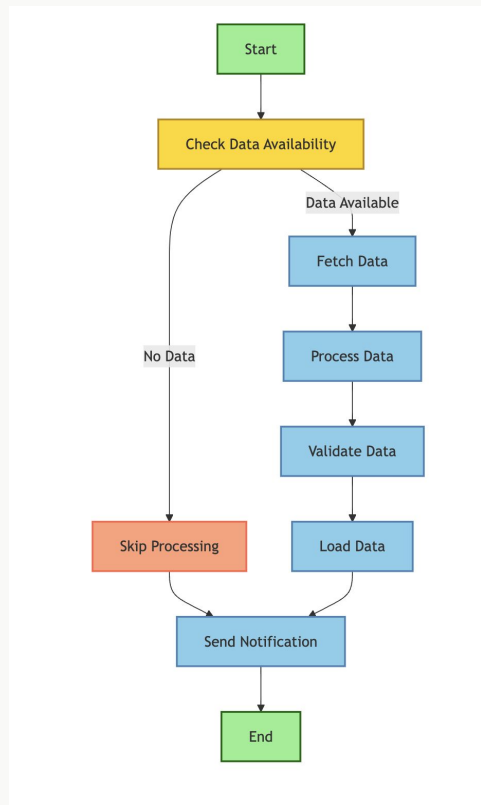 Start
Check Data Availability
Data Available
Fetch Data
Process Data
No Data
Validate Data
Skip Processing
Load Data
Send Notification
End